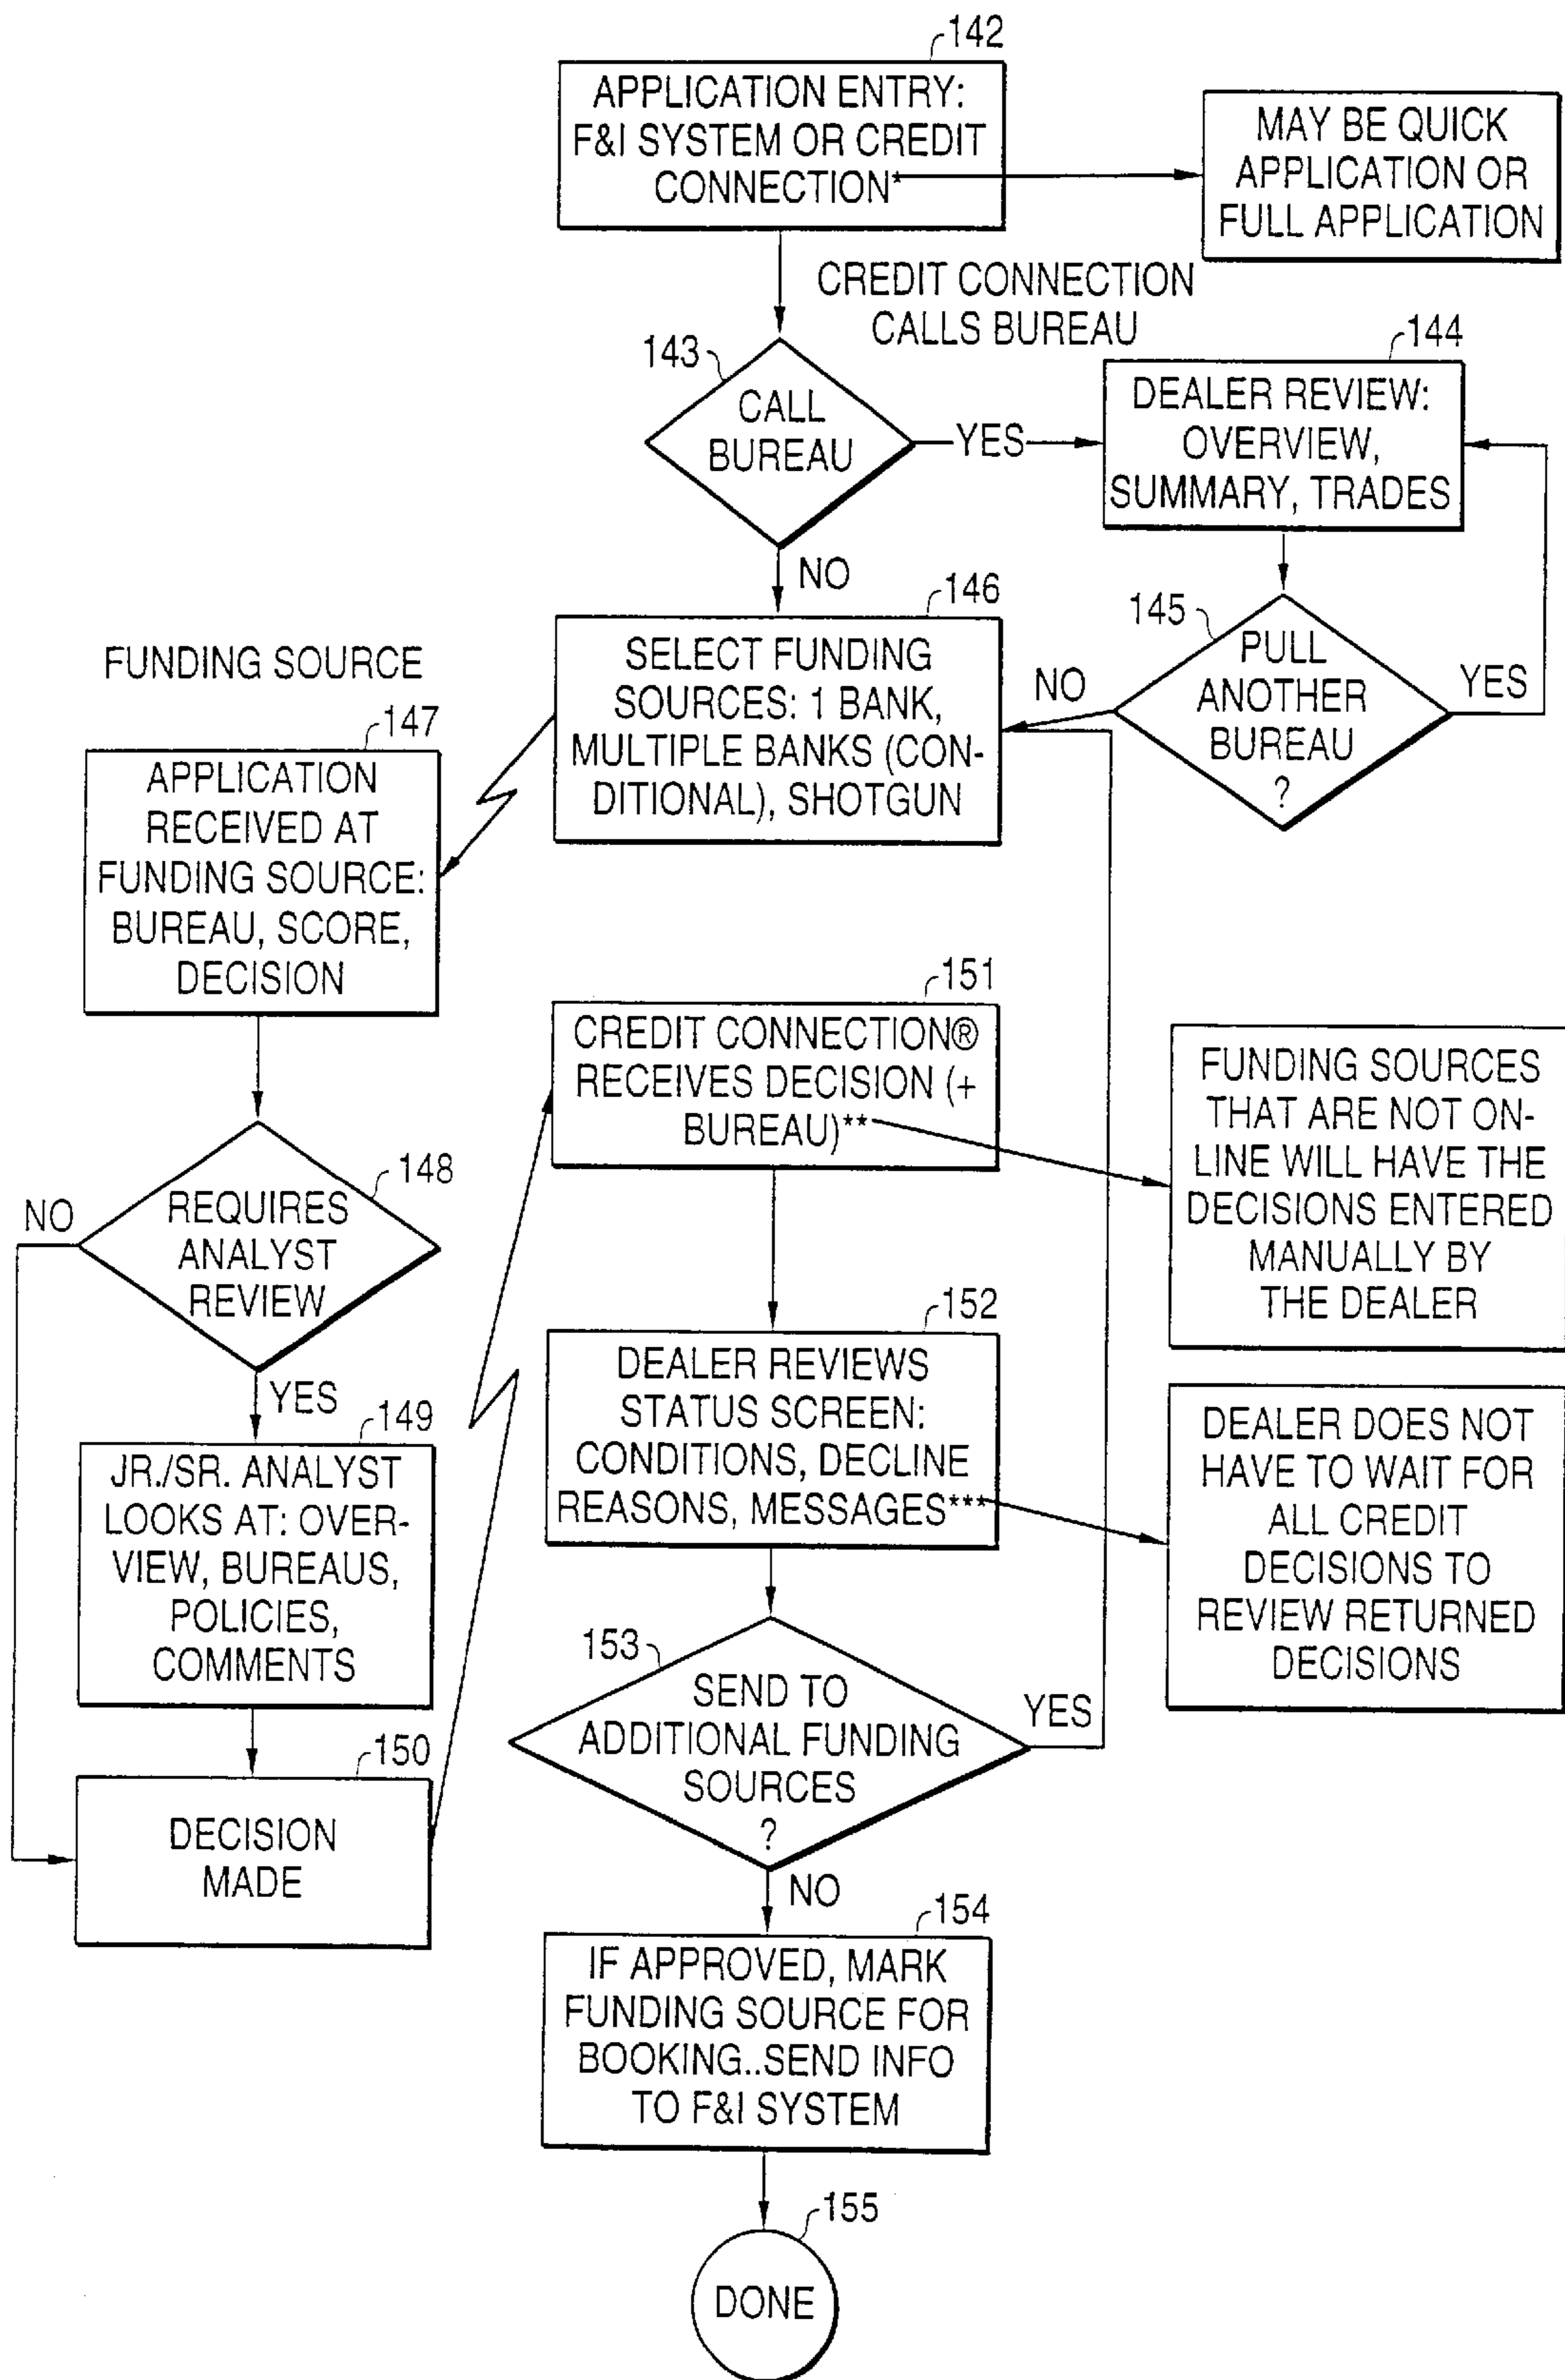 142
APPLICATION ENTRY:
F&I SYSTEM OR CREDIT
CONNECTION*
MAY BE QUICK
APPLICATION OR
FULL APPLICATION
CREDIT CONNECTION
CALLS BUREAU
143
CALL
BUREAU
YES
144
DEALER REVIEW:
OVERVIEW,
SUMMARY, TRADES
NO
145
PULL
ANOTHER
BUREAU
?
YES
NO
146
SELECT FUNDING
SOURCES: 1 BANK,
MULTIPLE BANKS (CON-
DITIONAL), SHOTGUN
FUNDING SOURCE
147
APPLICATION
RECEIVED AT
FUNDING SOURCE:
BUREAU, SCORE,
DECISION
148
REQUIRES
ANALYST
REVIEW
NO
YES
149
JR./SR. ANALYST
LOOKS AT: OVER-
VIEW, BUREAUS,
POLICIES,
COMMENTS
150
DECISION
MADE
151
CREDIT CONNECTION®
RECEIVES DECISION (+
BUREAU)**
FUNDING SOURCES
THAT ARE NOT ON-
LINE WILL HAVE THE
DECISIONS ENTERED
MANUALLY BY
THE DEALER
152
DEALER REVIEWS
STATUS SCREEN:
CONDITIONS, DECLINE
REASONS, MESSAGES***
DEALER DOES NOT
HAVE TO WAIT FOR
ALL CREDIT
DECISIONS TO
REVIEW RETURNED
DECISIONS
153
SEND TO
ADDITIONAL FUNDING
SOURCES
?
YES
NO
154
IF APPROVED, MARK
FUNDING SOURCE FOR
BOOKING..SEND INFO
TO F&I SYSTEM
155
DONE